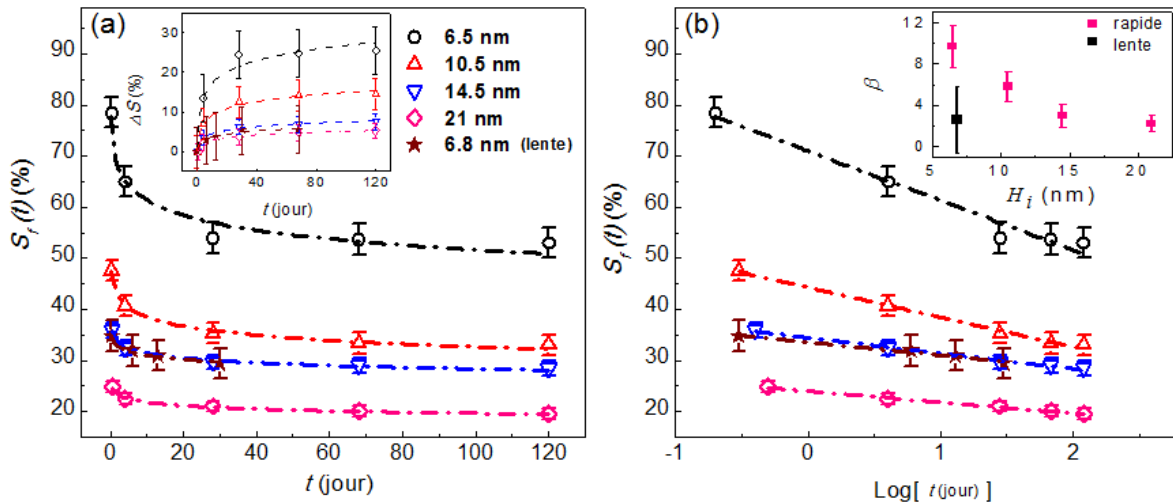 (a)
S_f(t) (%)
90
80
70
60
50
40
30
20
0 20 40 60 80 100 120
t (jour)
ΔS (%)
30
20
10
0
0 40 80 120
t (jour)
6.5 nm
10.5 nm
14.5 nm
21 nm
6.8 nm (lente)
(b)
S_f(t) (%)
90
80
70
60
50
40
30
20
-1 0 1 2
Log[ t (jour) ]
β
12
8
4
0
5 10 15 20
H_i (nm)
rapide
lente